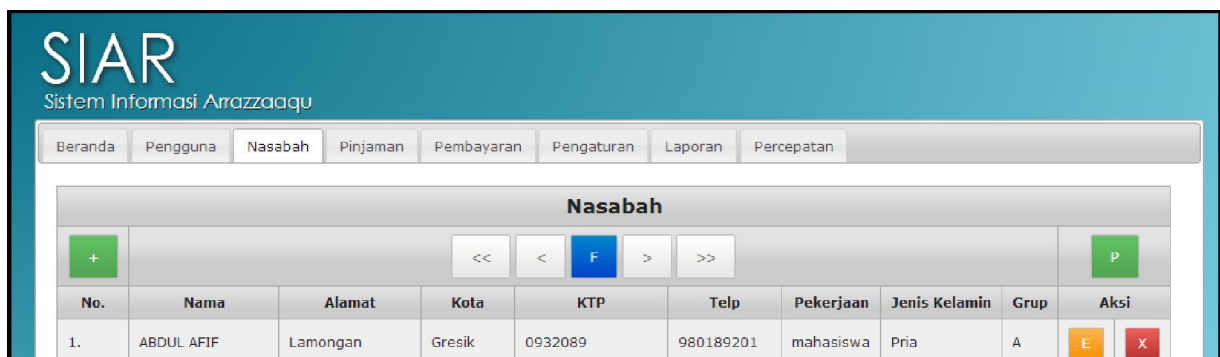 SIAR
Sistem Informasi Arrazzaaqu
Beranda Pengguna Nasabah Pinjaman Pembayaran Pengaturan Laporan Percepatan
Nasabah
+ << < F > >> P
No. Nama Alamat Kota KTP Telp Pekerjaan Jenis Kelamin Grup Aksi
1. ABDUL AFIF Lamongan Gresik 0932089 980189201 mahasiswa Pria A E X